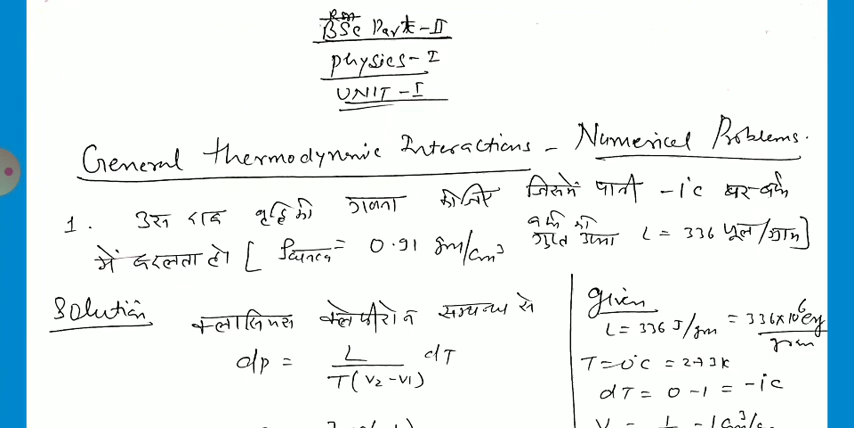 BSc Part-II
Physics-I
UNIT-I
General thermodynamic Interactions - Numerical Problems.
1. उस दाब वृद्धि की गणना कीजिए जिसमें पानी -1°C पर बर्फ
में बदलता हो [ = 0.91 gm/cm³ बर्फ की गुप्त ऊष्मा L = 336 जूल/ग्राम]
Solution क्लासियस क्लेपीरोन सम्बन्ध से
dp = L / T(V₂-V₁) dT
Given
L = 336 J/gm = 336×10⁶ erg/gram
T = 0°C = 273K
dT = 0-1 = -1°C